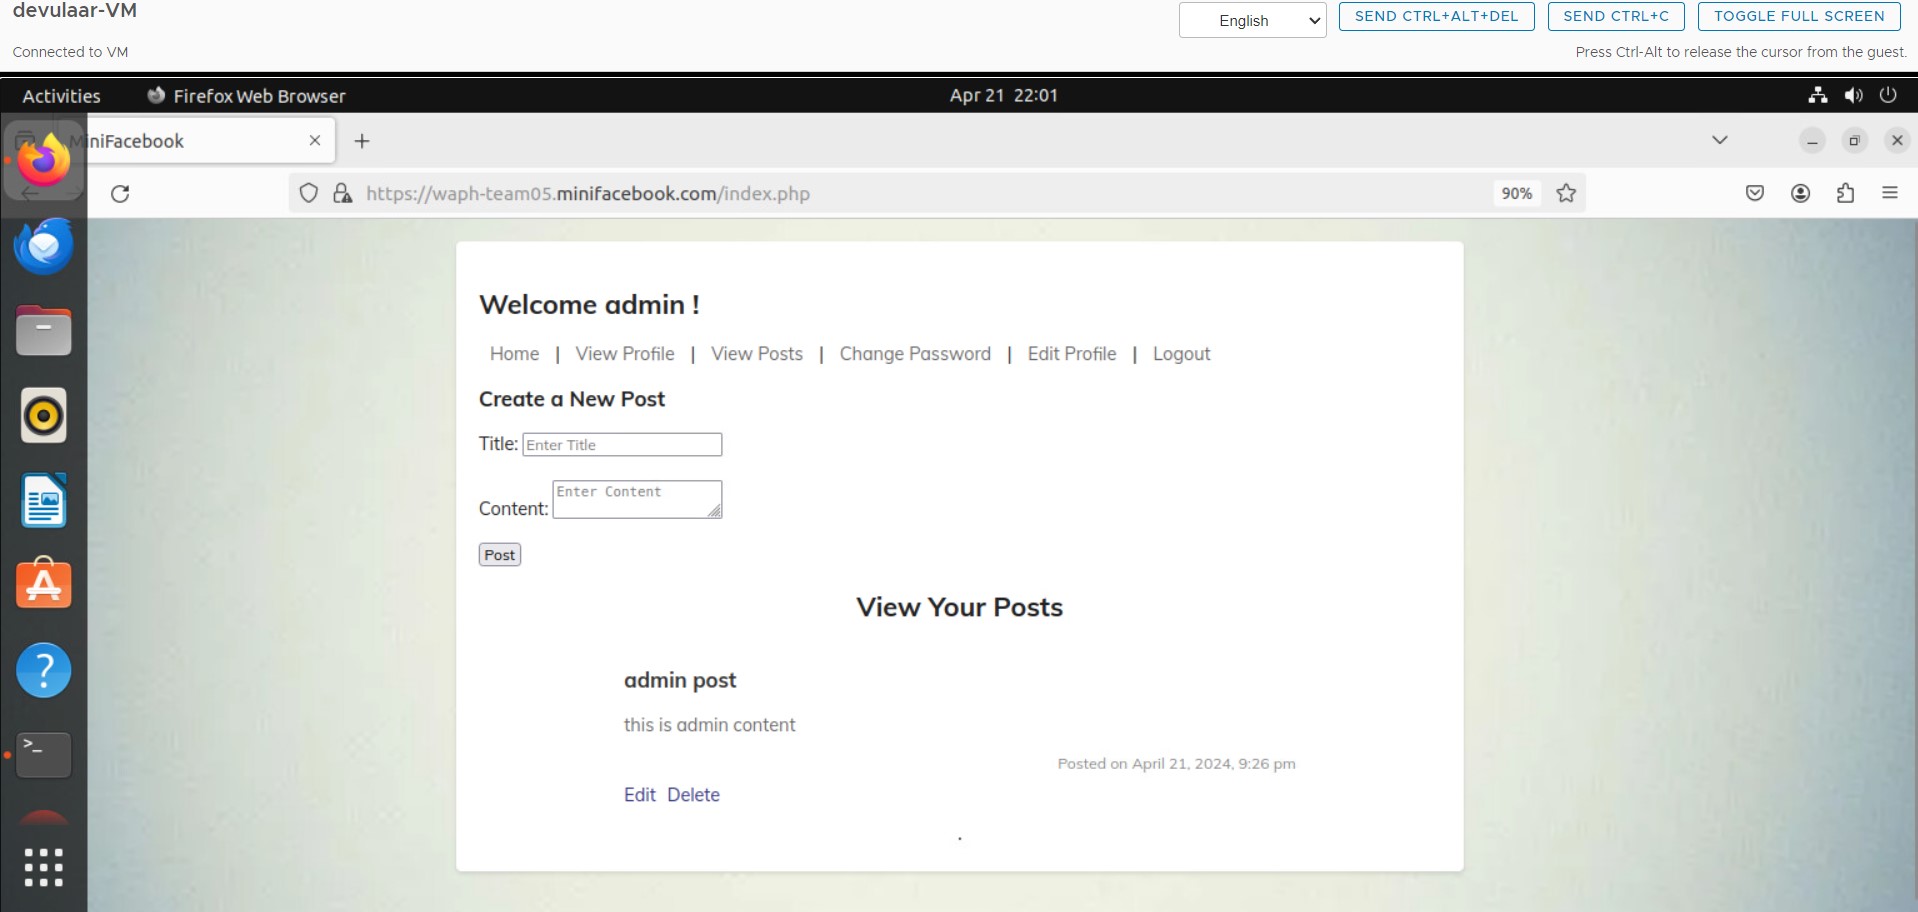 devulaar-VM
English
SEND CTRL+ALT+DEL
SEND CTRL+C
TOGGLE FULL SCREEN
Connected to VM
Press Ctrl-Alt to release the cursor from the guest.
Activities Firefox Web Browser Apr 21 22:01
MiniFacebook
https://waph-team05.minifacebook.com/index.php 90%
Welcome admin !
Home | View Profile | View Posts | Change Password | Edit Profile | Logout
Create a New Post
Title: Enter Title
Content: Enter Content
Post
View Your Posts
admin post
this is admin content
Posted on April 21, 2024, 9:26 pm
Edit Delete
.